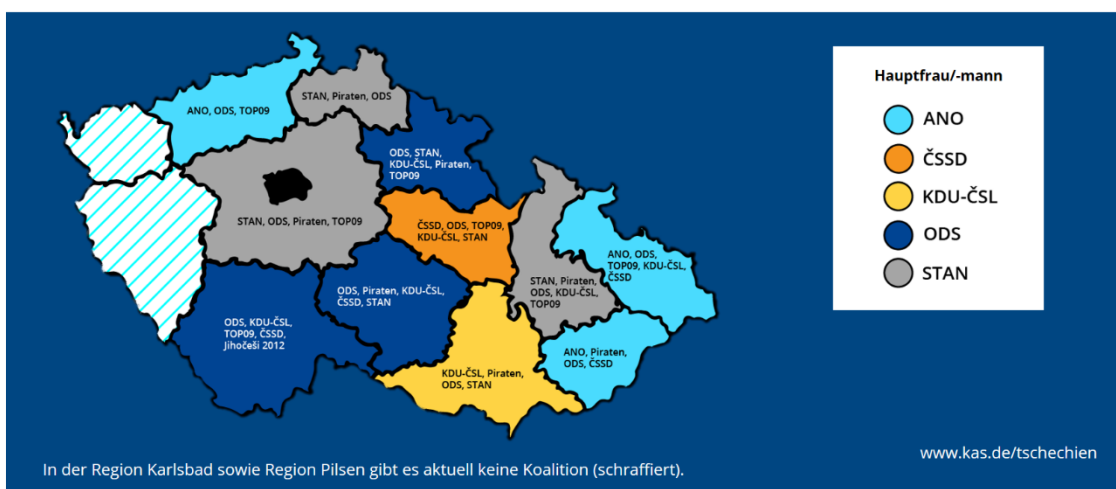 Hauptfrau/-mann
ANO
ČSSD
KDU-ČSL
ODS
STAN
ANO, ODS, TOP09
STAN, Piraten, ODS
ODS, STAN,
KDU-ČSL, Piraten,
TOP09
STAN, ODS, Piraten, TOP09
ČSSD, ODS, TOP09,
KDU-ČSL, STAN
ANO, ODS,
TOP09, KDU-ČSL,
ČSSD
STAN, Piraten,
ODS, KDU-ČSL,
TOP09
ODS, Piraten, KDU-ČSL,
ČSSD, STAN
ODS, KDU-ČSL,
TOP09, ČSSD,
Jihočeši 2012
ANO, Piraten,
ODS, ČSSD
KDU-ČSL, Piraten,
ODS, STAN
www.kas.de/tschechien
In der Region Karlsbad sowie Region Pilsen gibt es aktuell keine Koalition (schraffiert).